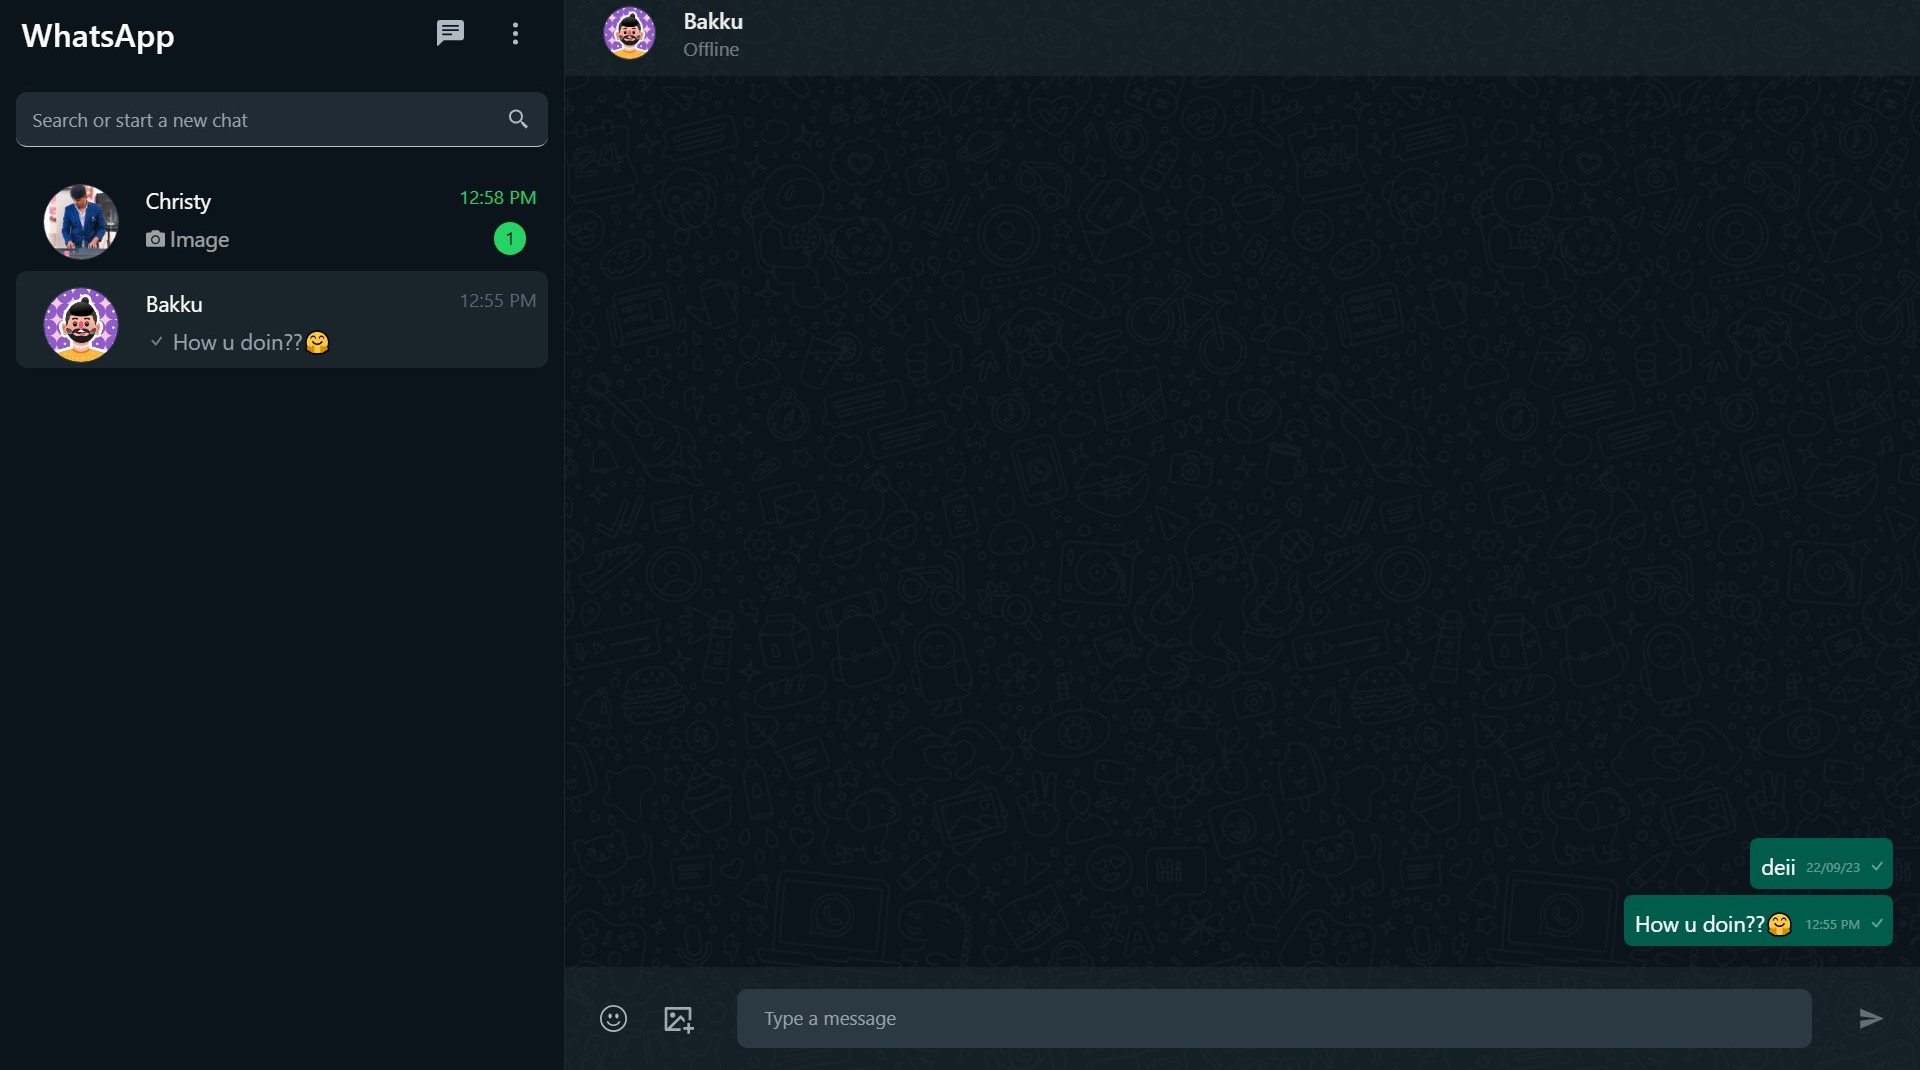 WhatsApp
Search or start a new chat
Christy
12:58 PM
Image
1
Bakku
12:55 PM
How u doin??🤗
Bakku
Offline
deii 22/09/23
How u doin??🤗 12:55 PM
Type a message